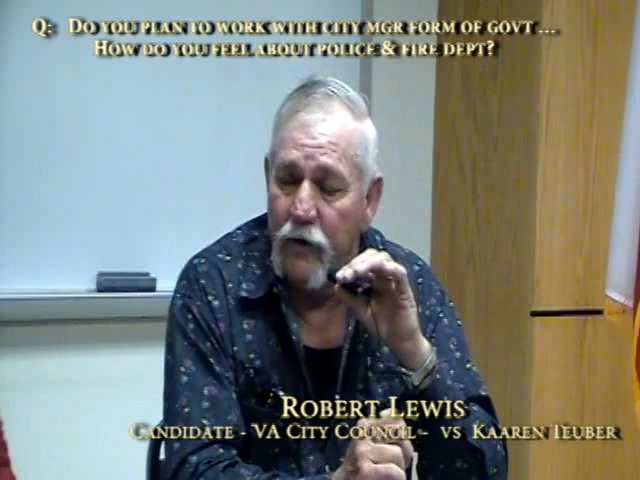 Q: Do you plan to work with city mgr form of govt ...
How do you feel about police & fire dept?
Robert Lewis
Candidate - VA City Council - vs Kaaren Teuber